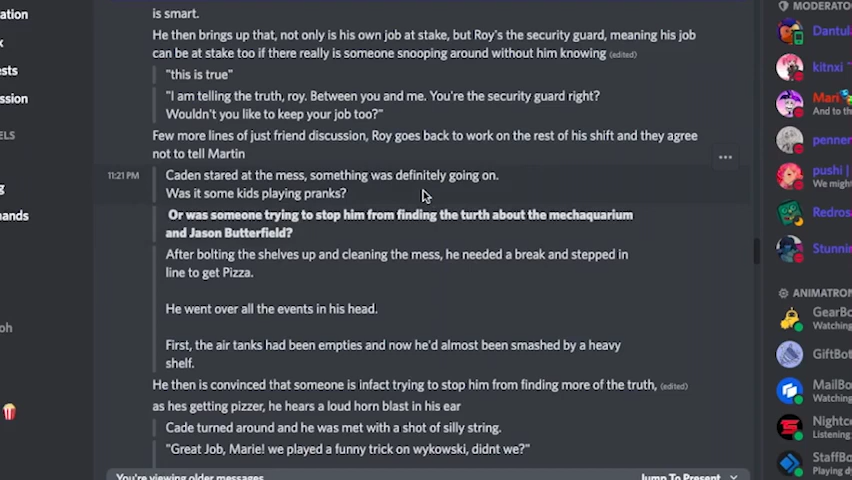 is smart.
He then brings up that, not only is his own job at stake, but Roy's the security guard, meaning his job
can be at stake too if there really is someone snooping around without him knowing (edited)
"this is true"
"I am telling the truth, roy. Between you and me. You're the security guard right?
Wouldn't you like to keep your job too?"
Few more lines of just friend discussion, Roy goes back to work on the rest of his shift and they agree
not to tell Martin
11:21 PM
Caden stared at the mess, something was definitely going on.
Was it some kids playing pranks?
Or was someone trying to stop him from finding the turth about the mechaquarium
and Jason Butterfield?
After bolting the shelves up and cleaning the mess, he needed a break and stepped in
line to get Pizza.
He went over all the events in his head.
First, the air tanks had been empties and now he'd almost been smashed by a heavy
shelf.
He then is convinced that someone is infact trying to stop him from finding more of the truth, (edited)
as hes getting pizzer, he hears a loud horn blast in his ear
Cade turned around and he was met with a shot of silly string.
"Great Job, Marie! we played a funny trick on wykowski, didnt we?"
You're viewing older messages
Jump To Present
MODERATO
Dantul
kitnxi
Mari
And to th
penner
pushi |
We might
Redros
Stunnin
ANIMATRON
GearBo
Watching
GiftBot
MailBo
Watching
Nightco
Listening
StaffBo